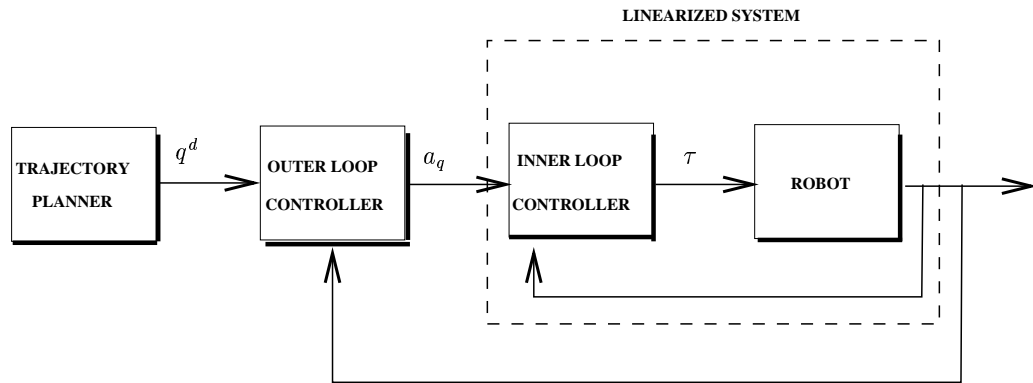 LINEARIZED SYSTEM
TRAJECTORY
PLANNER
q^d
OUTER LOOP
CONTROLLER
a_q
INNER LOOP
CONTROLLER
τ
ROBOT